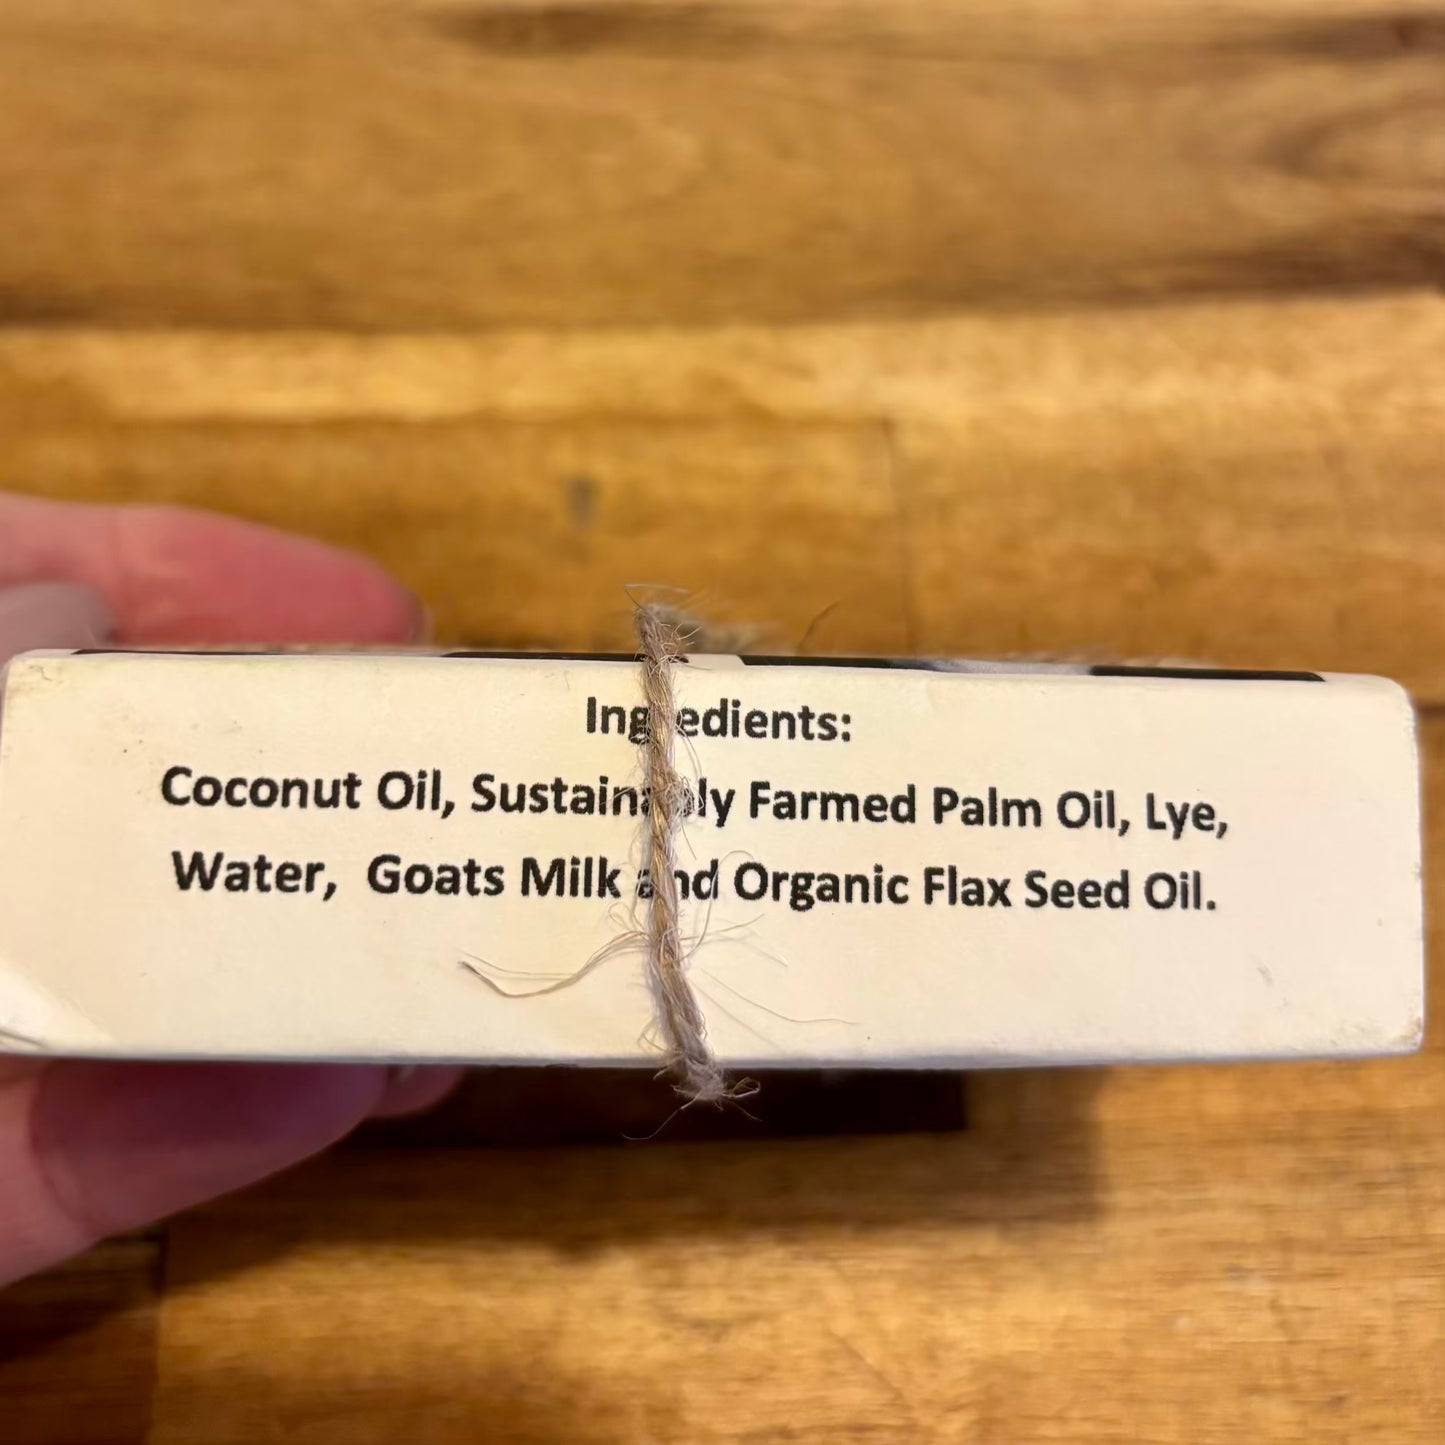 Ingredients:
Coconut Oil, Sustainably Farmed Palm Oil, Lye,
Water,  Goats Milk and Organic Flax Seed Oil.